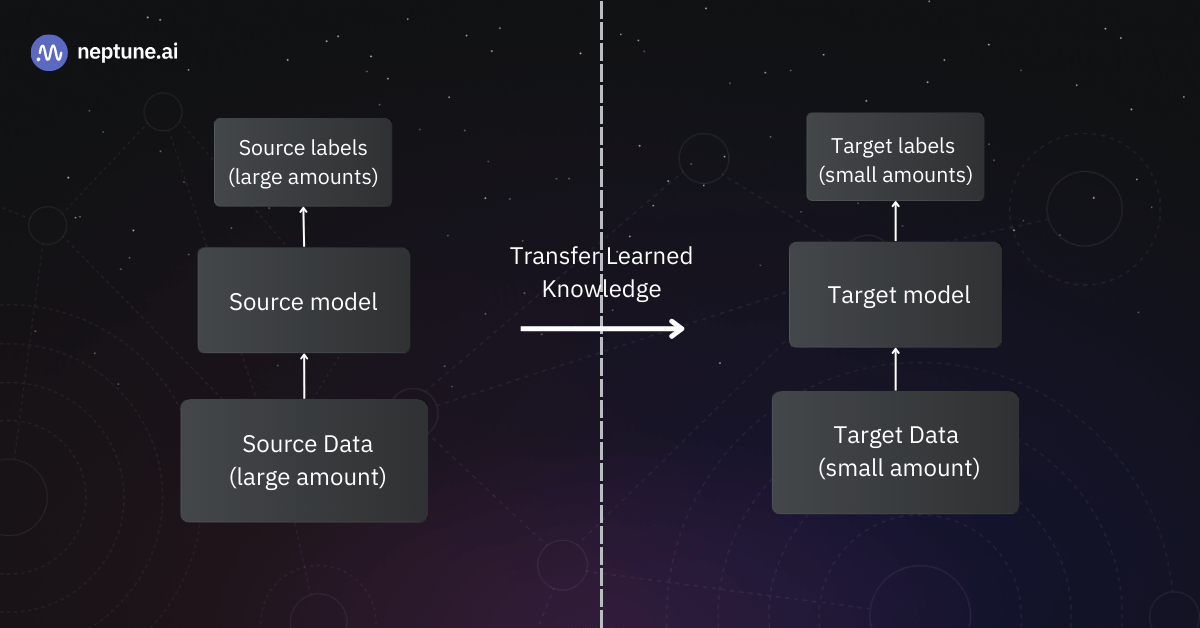 neptune.ai
Source labels
(large amounts)
Source model
Source Data
(large amount)
Transfer Learned
Knowledge
Target labels
(small amounts)
Target model
Target Data
(small amount)